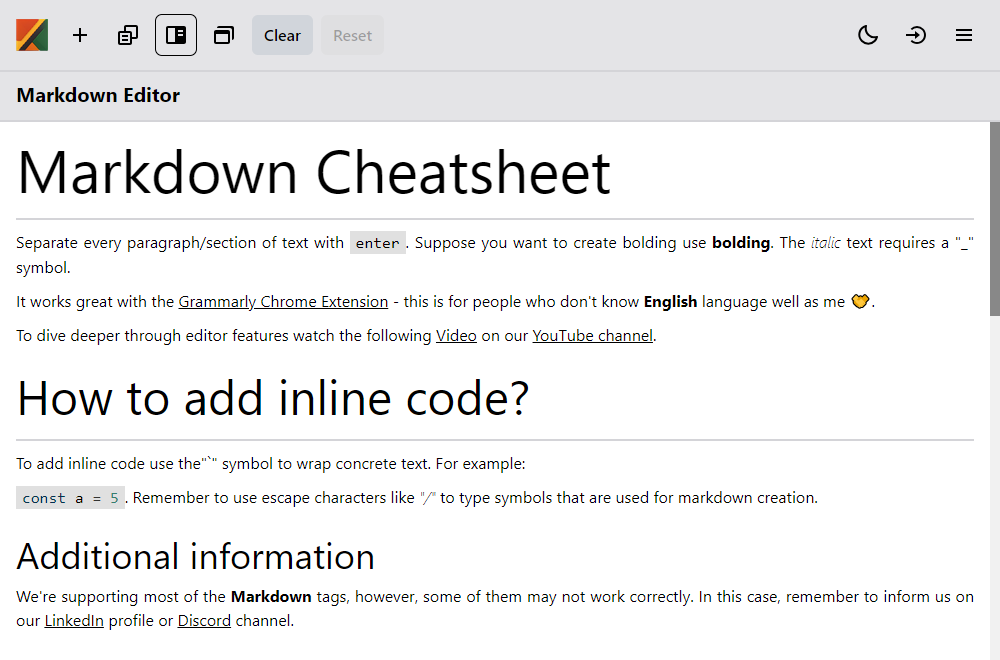 Clear Reset
Markdown Editor
Markdown Cheatsheet
Separate every paragraph/section of text with enter. Suppose you want to create bolding use bolding. The italic text requires a "_"
symbol.
It works great with the Grammarly Chrome Extension - this is for people who don't know English language well as me 🐸.
To dive deeper through editor features watch the following Video on our YouTube channel.
How to add inline code?
To add inline code use the"`" symbol to wrap concrete text. For example:
const a = 5. Remember to use escape characters like "/" to type symbols that are used for markdown creation.
Additional information
We're supporting most of the Markdown tags, however, some of them may not work correctly. In this case, remember to inform us on
our LinkedIn profile or Discord channel.